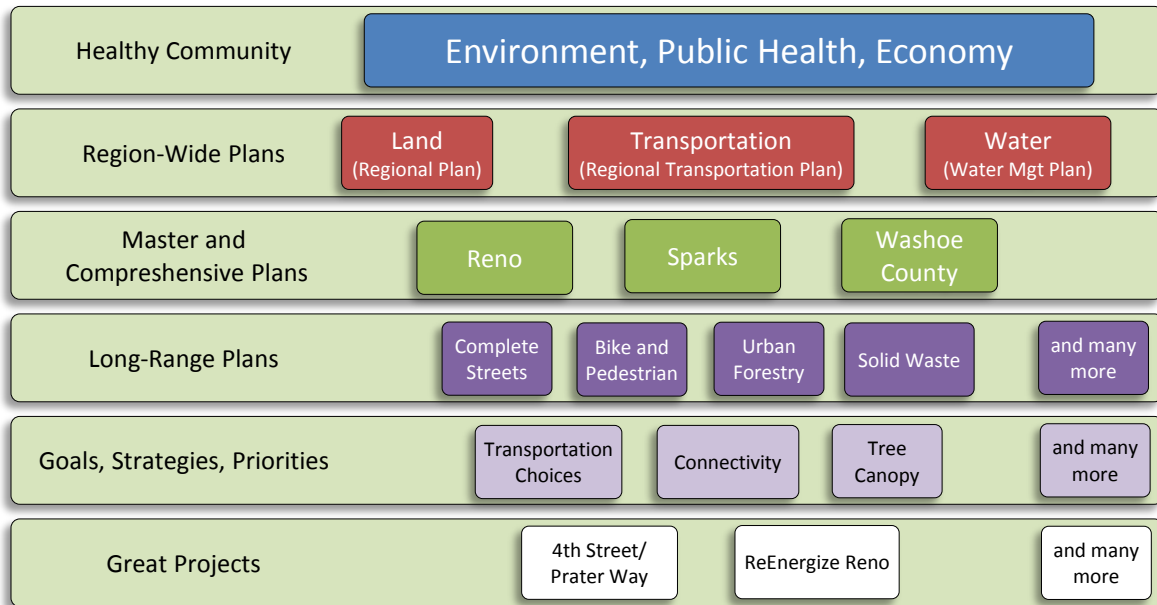 Healthy Community
Environment, Public Health, Economy
Region-Wide Plans
Land
(Regional Plan)
Transportation
(Regional Transportation Plan)
Water
(Water Mgt Plan)
Master and
Compreshensive Plans
Reno
Sparks
Washoe
County
Long-Range Plans
Complete
Streets
Bike and
Pedestrian
Urban
Forestry
Solid Waste
and many
more
Goals, Strategies, Priorities
Transportation
Choices
Connectivity
Tree
Canopy
and many
more
Great Projects
4th Street/
Prater Way
ReEnergize Reno
and many
more